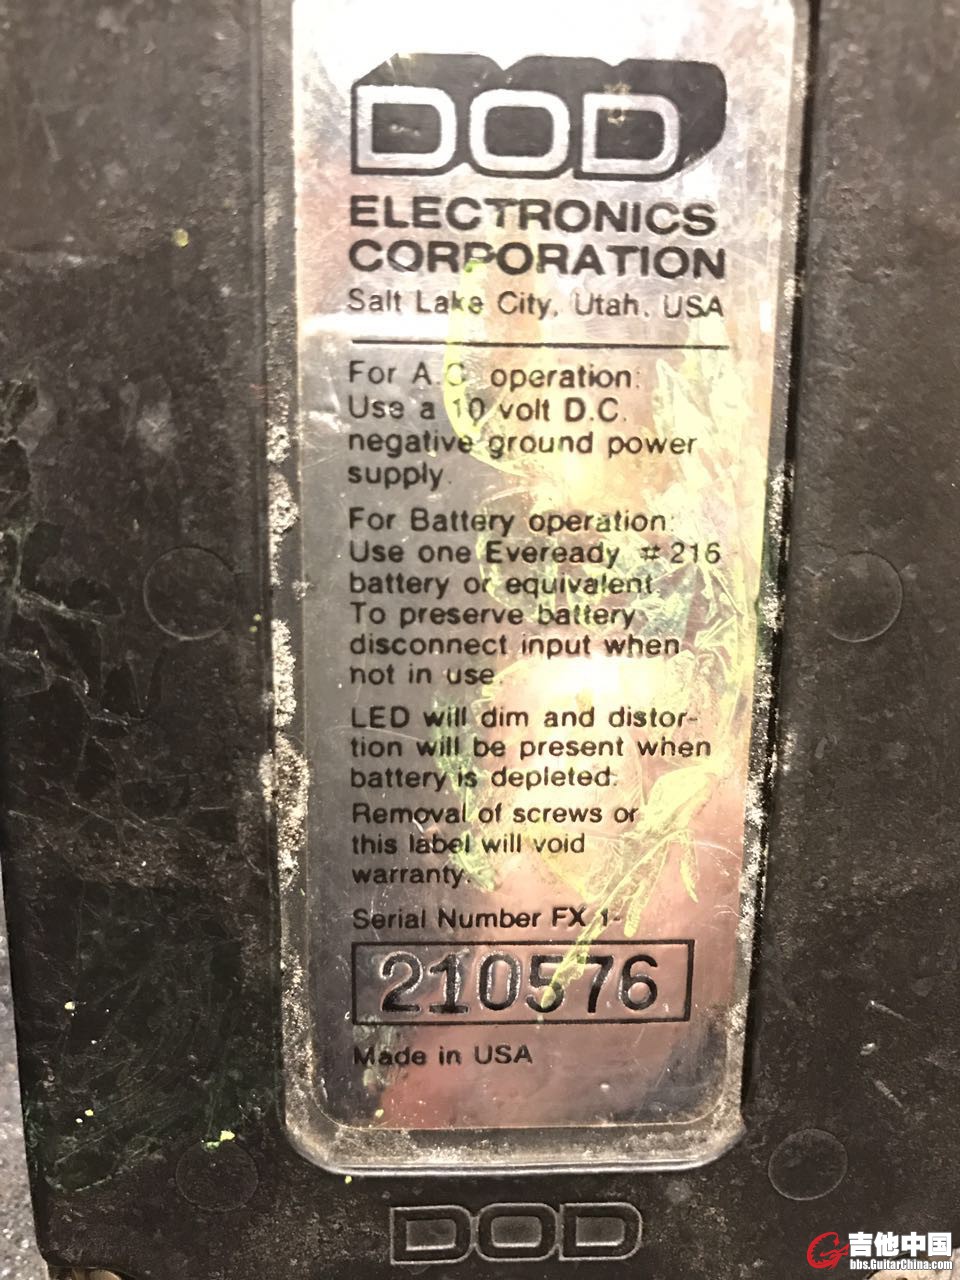 DOD
ELECTRONICS
CORPORATION
Salt Lake City, Utah, USA
For A.C. operation:
Use a 10 volt D.C.
negative ground power
supply.
For Battery operation:
Use one Eveready #216
battery or equivalent.
To preserve battery
disconnect input when
not in use.
LED will dim and distor-
tion will be present when
battery is depleted.
Removal of screws or
this label will void
warranty.
Serial Number FX 1-
210576
Made in USA
DOD
吉他中国
bbs.GuitarChina.com